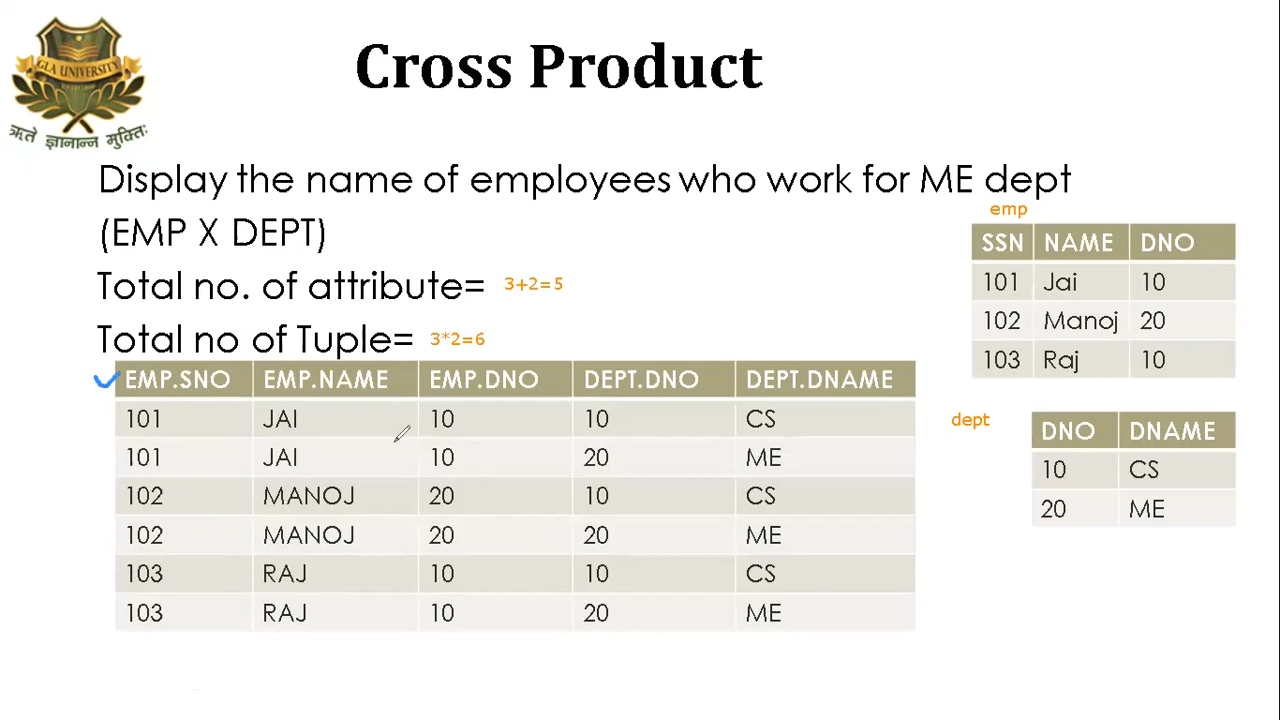 Cross Product
GLA UNIVERSITY
ऋते ज्ञानान्न मुक्तिः
Display the name of employees who work for ME dept
(EMP X DEPT)
Total no. of attribute= 3+2=5
Total no of Tuple= 3*2=6
EMP.SNO EMP.NAME EMP.DNO DEPT.DNO DEPT.DNAME
101 JAI 10 10 CS
101 JAI 10 20 ME
102 MANOJ 20 10 CS
102 MANOJ 20 20 ME
103 RAJ 10 10 CS
103 RAJ 10 20 ME
emp
SSN NAME DNO
101 Jai 10
102 Manoj 20
103 Raj 10
dept
DNO DNAME
10 CS
20 ME